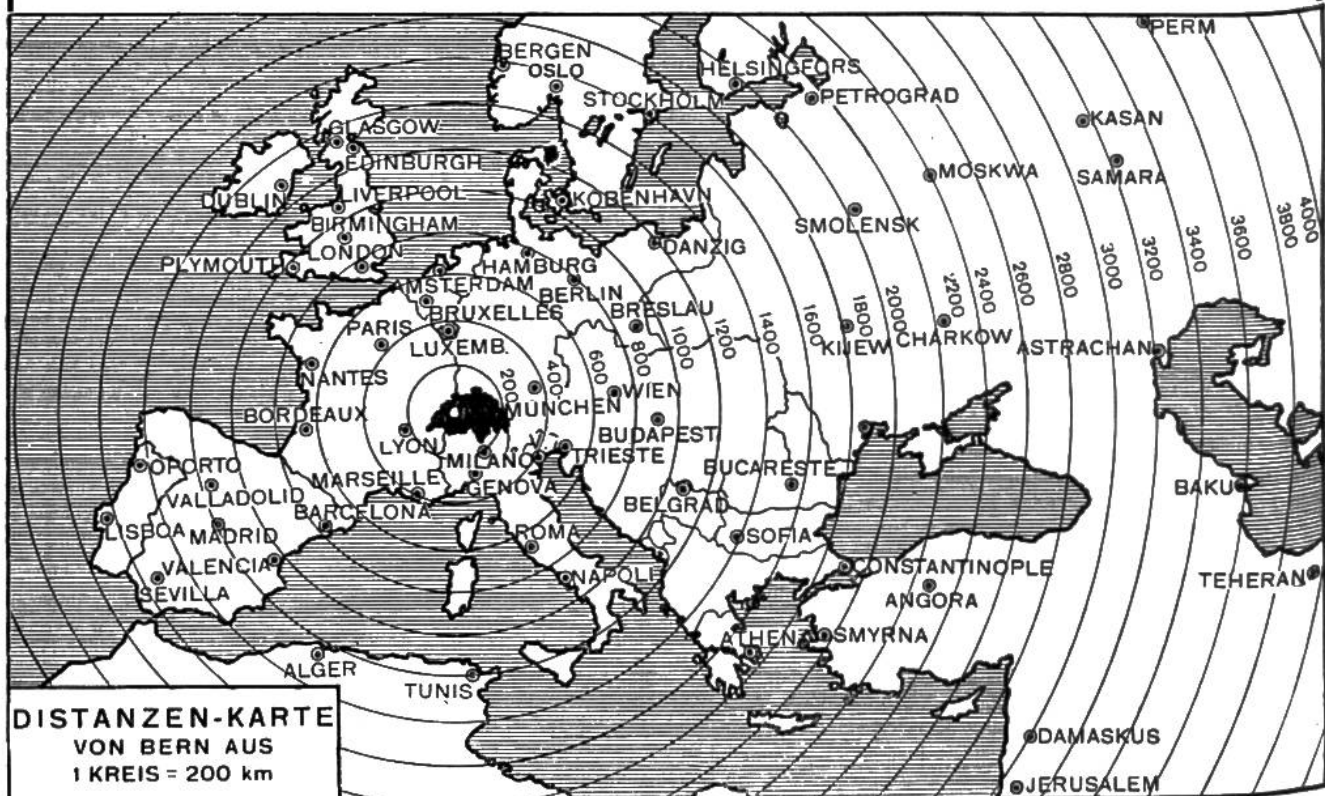 PERM
BERGEN
OSLO
HELSINGFORS
STOCKHOLM
PETROGRAD
KASAN
GLASGOW
EDINBURGH
MOSKWA
SAMARA
DUBLIN
LIVERPOOL
KOBENHAVN
BIRMINGHAM
SMOLENSK
DANZIG
PLYMOUTH
LONDON
HAMBURG
AMSTERDAM
BERLIN
BRUXELLES
BRESLAU
PARIS
LUXEMB.
KIJEW
CHARKOW
ASTRACHAN
NANTES
200
400
600
800
1000
1200
1400
1600
1800
2000
2200
2400
2600
2800
3000
3200
3400
3600
3800
4000
WIEN
MÜNCHEN
BORDEAUX
LYON
BUDAPEST
MILANO
TRIESTE
OPORTO
MARSEILLE
GENOVA
BUCARESTE
VALLADOLID
BELGRAD
BAKU
BARCELONA
LISBOA
MADRID
ROMA
SOFIA
VALENCIA
NAPOLI
CONSTANTINOPLE
TEHERAN
SEVILLA
ANGORA
ATHEN
SMYRNA
ALGER
TUNIS
DAMASKUS
JERUSALEM
DISTANZEN-KARTE
VON BERN AUS
1 KREIS = 200 km